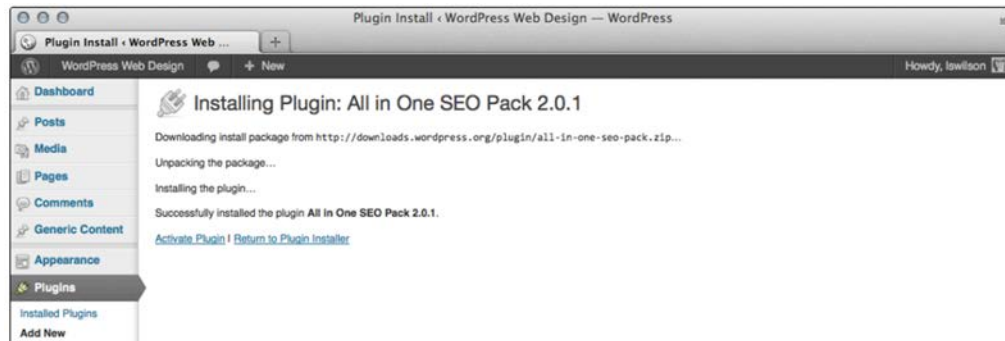 Plugin Install ‹ WordPress Web Design — WordPress
Plugin Install ‹ WordPress Web ...
WordPress Web Design + New Howdy, lswilson
Dashboard
Posts
Media
Pages
Comments
Generic Content
Appearance
Plugins
Installed Plugins
Add New
Installing Plugin: All in One SEO Pack 2.0.1
Downloading install package from http://downloads.wordpress.org/plugin/all-in-one-seo-pack.zip…
Unpacking the package…
Installing the plugin…
Successfully installed the plugin All in One SEO Pack 2.0.1.
Activate Plugin | Return to Plugin Installer